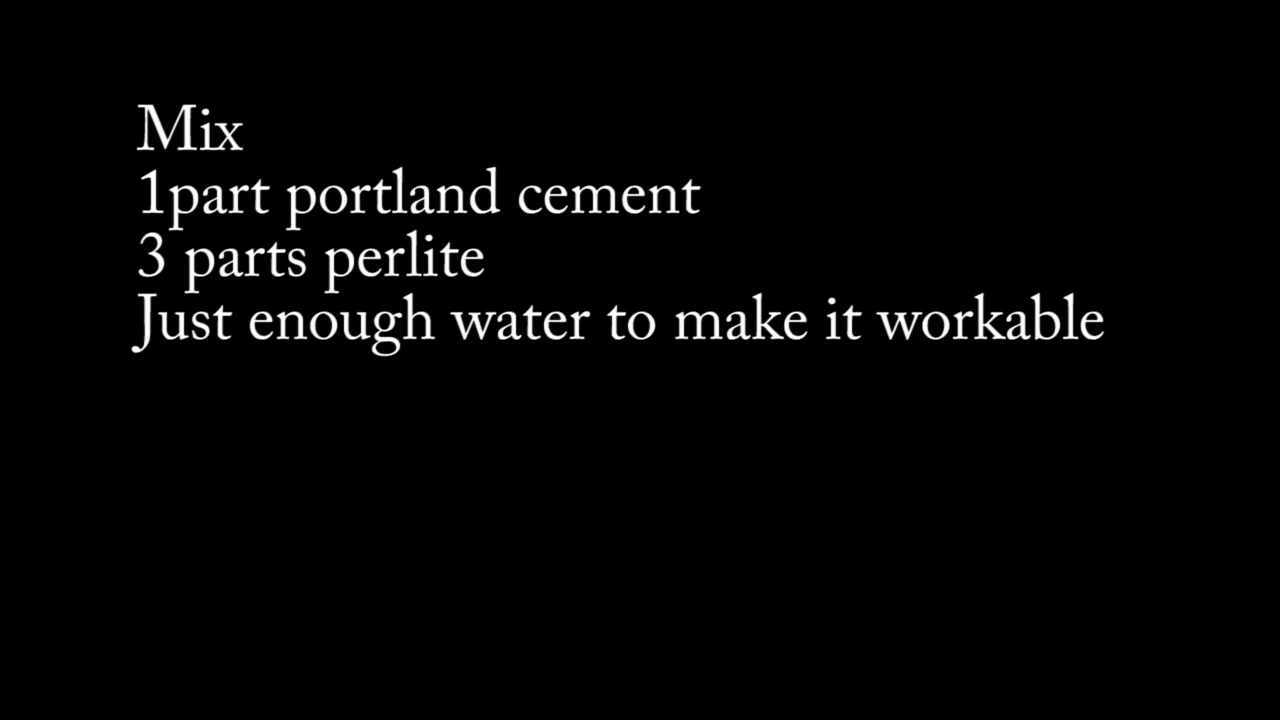 Mix
1part portland cement
3 parts perlite
Just enough water to make it workable